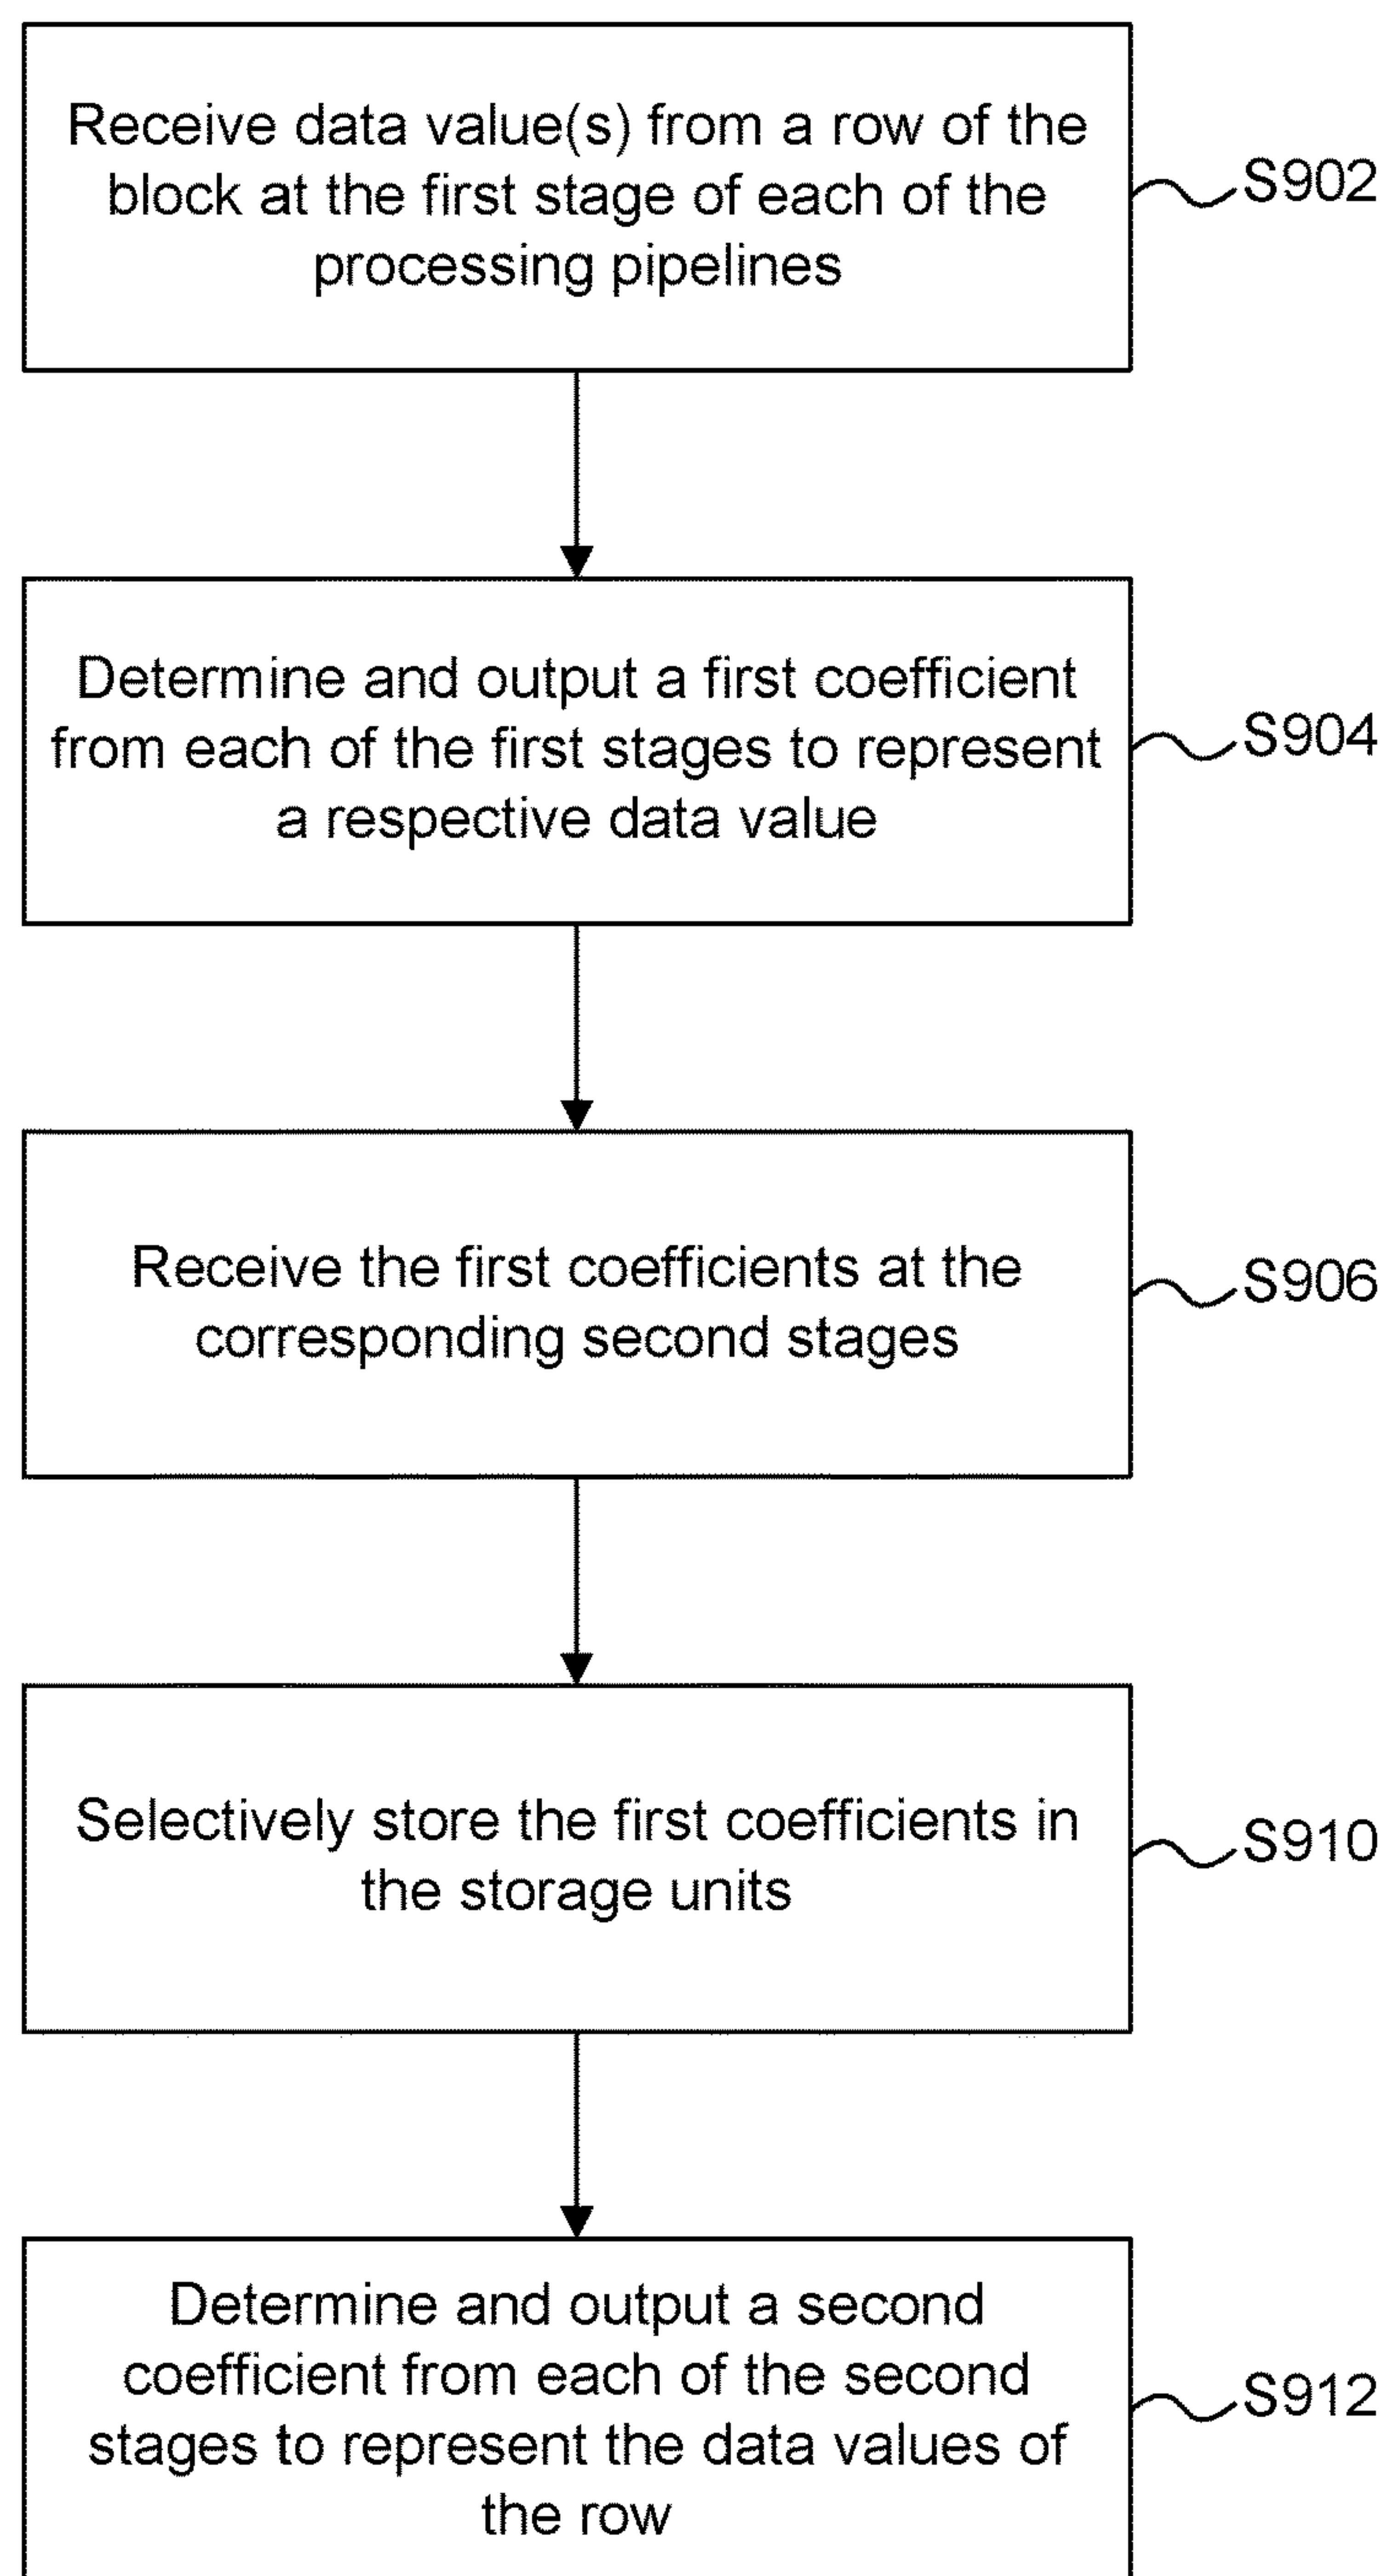 Receive data value(s) from a row of the
block at the first stage of each of the
processing pipelines
S902
Determine and output a first coefficient
from each of the first stages to represent
a respective data value
S904
Receive the first coefficients at the
corresponding second stages
S906
Selectively store the first coefficients in
the storage units
S910
Determine and output a second
coefficient from each of the second
stages to represent the data values of
the row
S912